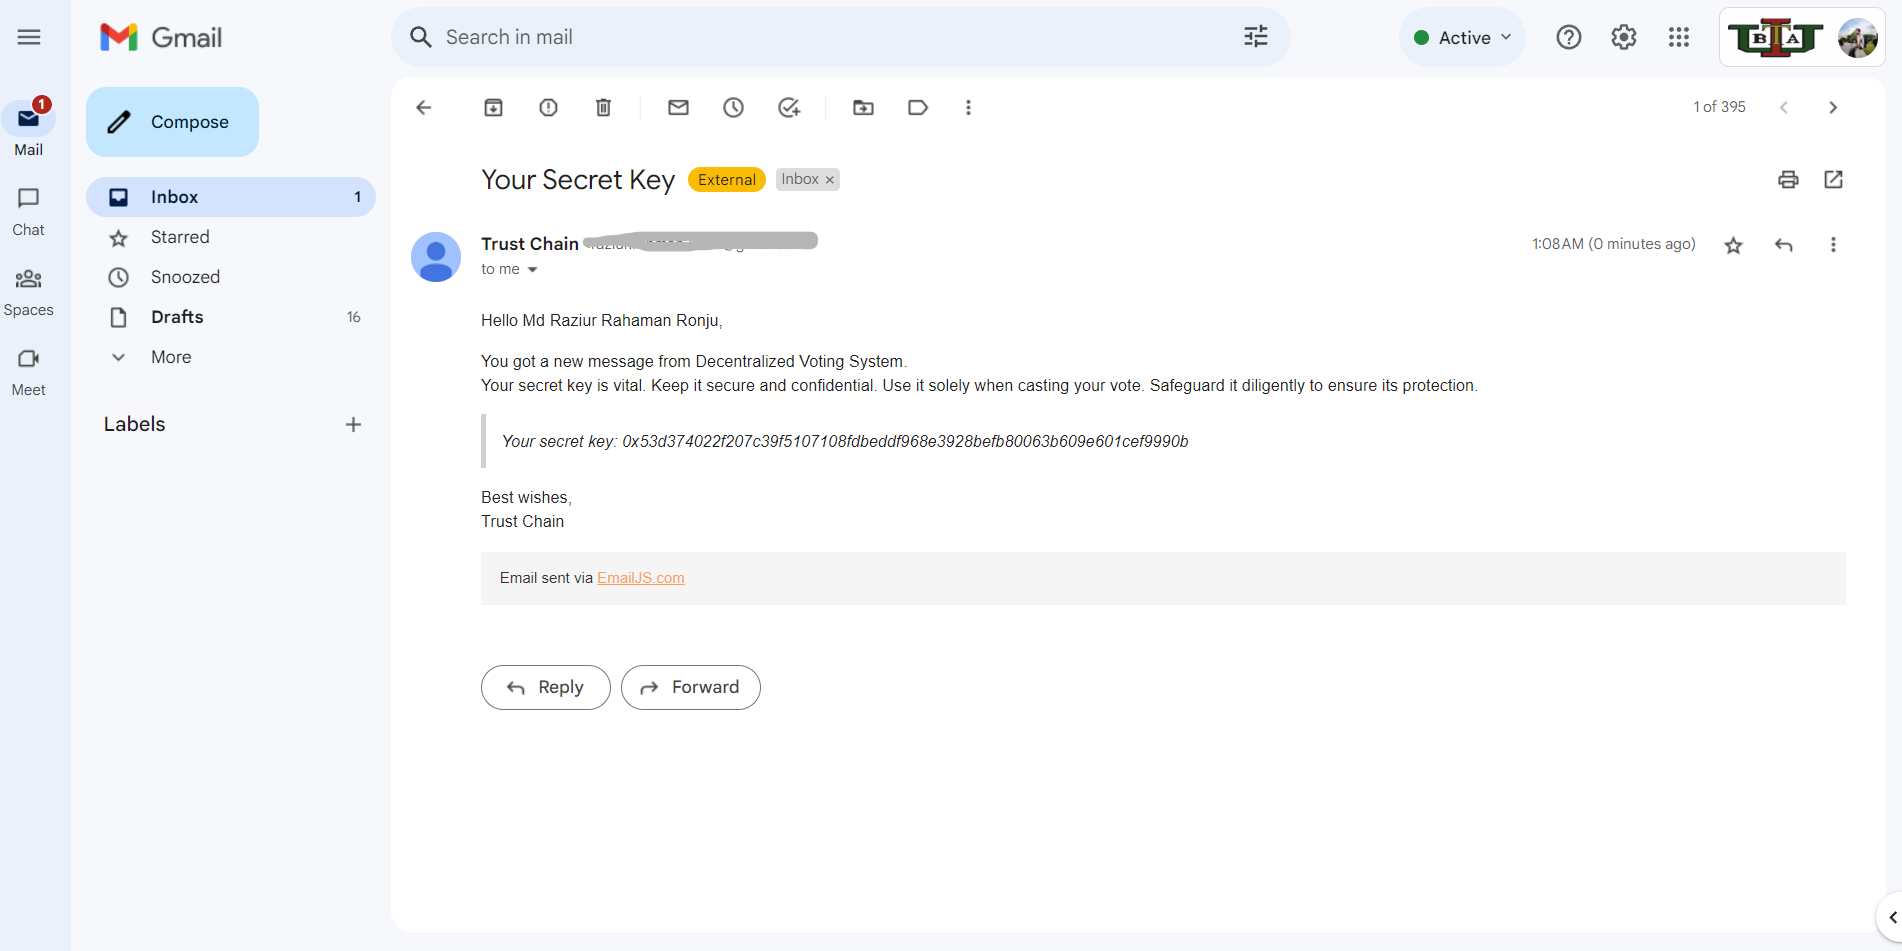 Gmail
Search in mail
Active
BIAT
1
Mail
Compose
1 of 395
Your Secret Key External Inbox ×
Inbox 1
Chat
Starred
Trust Chain
1:08 AM (0 minutes ago)
to me
Snoozed
Spaces
Drafts 16
Hello Md Raziur Rahaman Ronju,
More
You got a new message from Decentralized Voting System.
Meet
Your secret key is vital. Keep it secure and confidential. Use it solely when casting your vote. Safeguard it diligently to ensure its protection.
Labels
Your secret key: 0x53d374022f207c39f5107108fdbeddf968e3928befb80063b609e601cef9990b
Best wishes,
Trust Chain
Email sent via EmailJS.com
Reply
Forward